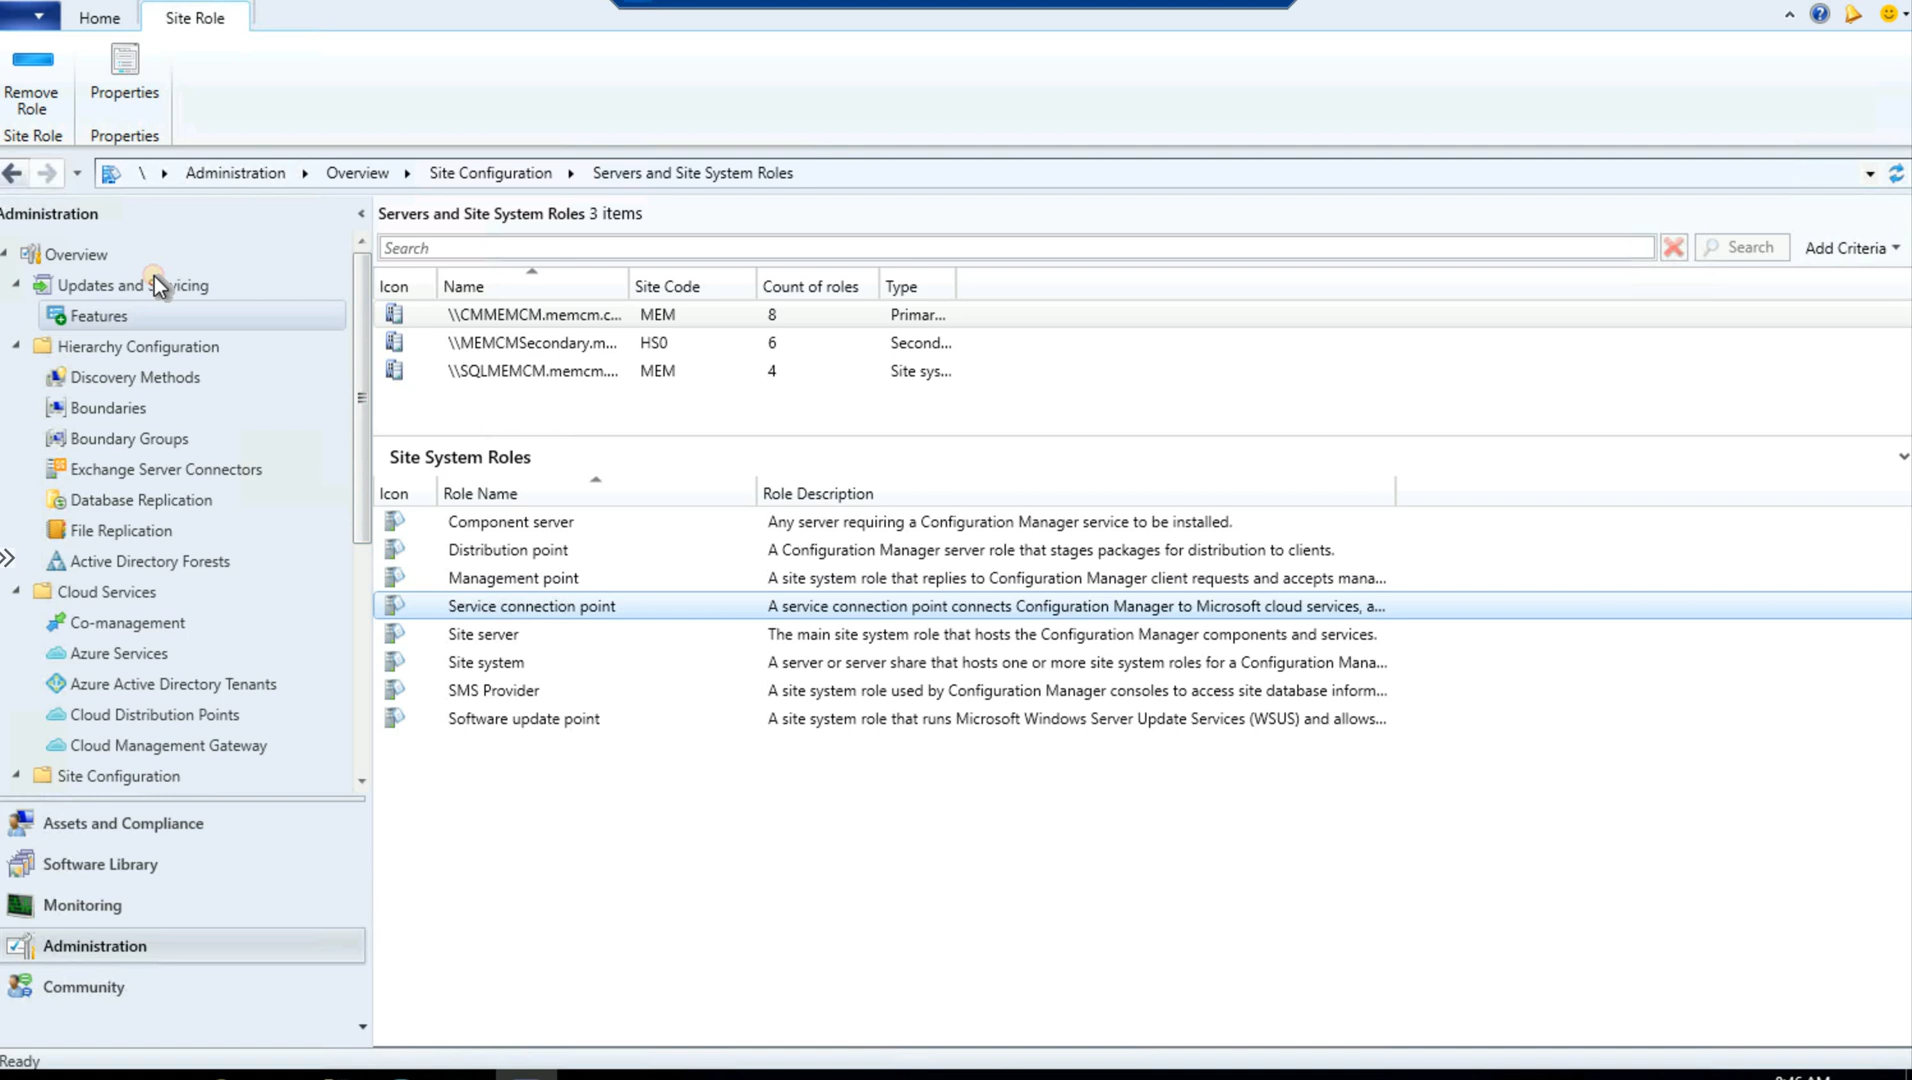 Home
Site Role
Remove
Role
Properties
Site Role
Properties
\ Administration Overview Site Configuration Servers and Site System Roles
Administration
Overview
Updates and Servicing
Features
Hierarchy Configuration
Discovery Methods
Boundaries
Boundary Groups
Exchange Server Connectors
Database Replication
File Replication
Active Directory Forests
Cloud Services
Co-management
Azure Services
Azure Active Directory Tenants
Cloud Distribution Points
Cloud Management Gateway
Site Configuration
Assets and Compliance
Software Library
Monitoring
Administration
Community
Servers and Site System Roles 3 items
Search
Search
Add Criteria
Icon Name Site Code Count of roles Type
\\CMMEMCM.memcm.c... MEM 8 Primar...
\\MEMCMSecondary.m... HS0 6 Second...
\\SQLMEMCM.memcm.... MEM 4 Site sys...
Site System Roles
Icon Role Name Role Description
Component server Any server requiring a Configuration Manager service to be installed.
Distribution point A Configuration Manager server role that stages packages for distribution to clients.
Management point A site system role that replies to Configuration Manager client requests and accepts mana...
Service connection point A service connection point connects Configuration Manager to Microsoft cloud services, a...
Site server The main site system role that hosts the Configuration Manager components and services.
Site system A server or server share that hosts one or more site system roles for a Configuration Mana...
SMS Provider A site system role used by Configuration Manager consoles to access site database inform...
Software update point A site system role that runs Microsoft Windows Server Update Services (WSUS) and allows...
Ready